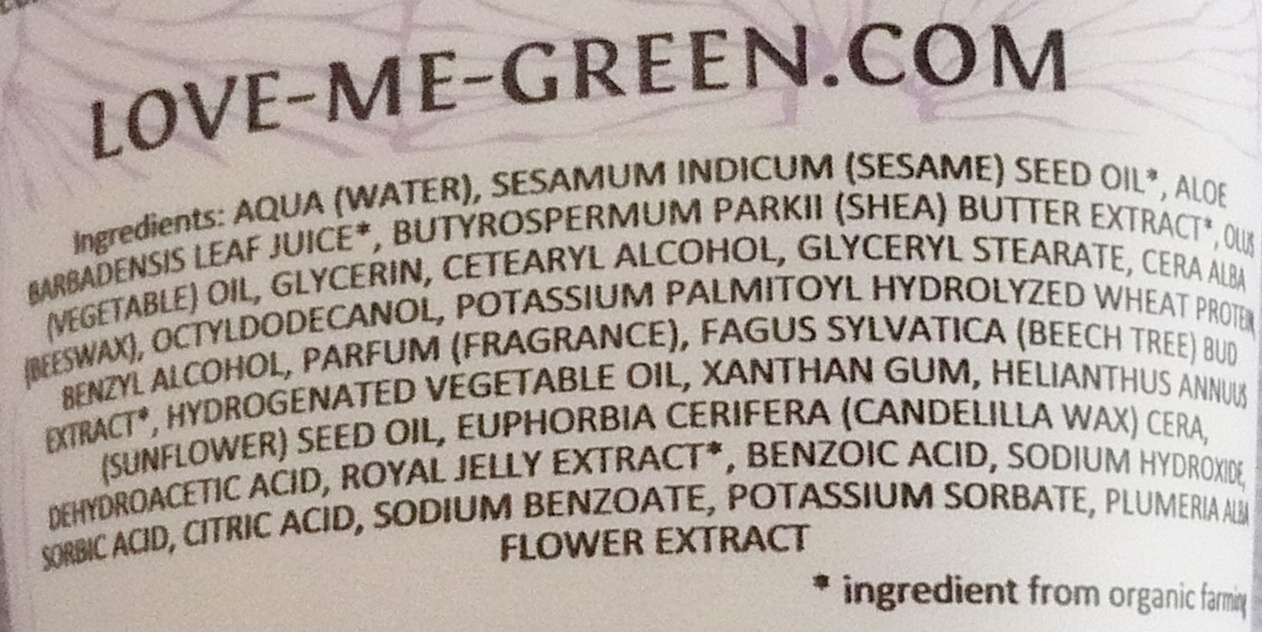 LOVE-ME-GREEN.COM
Ingredients: AQUA (WATER), SESAMUM INDICUM (SESAME) SEED OIL*, ALOE
BARBADENSIS LEAF JUICE*, BUTYROSPERMUM PARKII (SHEA) BUTTER EXTRACT*, OLUS
(VEGETABLE) OIL, GLYCERIN, CETEARYL ALCOHOL, GLYCERYL STEARATE, CERA ALBA
(BEESWAX), OCTYLDODECANOL, POTASSIUM PALMITOYL HYDROLYZED WHEAT PROTEIN,
BENZYL ALCOHOL, PARFUM (FRAGRANCE), FAGUS SYLVATICA (BEECH TREE) BUD
EXTRACT*, HYDROGENATED VEGETABLE OIL, XANTHAN GUM, HELIANTHUS ANNUUS
(SUNFLOWER) SEED OIL, EUPHORBIA CERIFERA (CANDELILLA WAX) CERA,
DEHYDROACETIC ACID, ROYAL JELLY EXTRACT*, BENZOIC ACID, SODIUM HYDROXIDE,
SORBIC ACID, CITRIC ACID, SODIUM BENZOATE, POTASSIUM SORBATE, PLUMERIA ALBA
FLOWER EXTRACT
* ingredient from organic farming